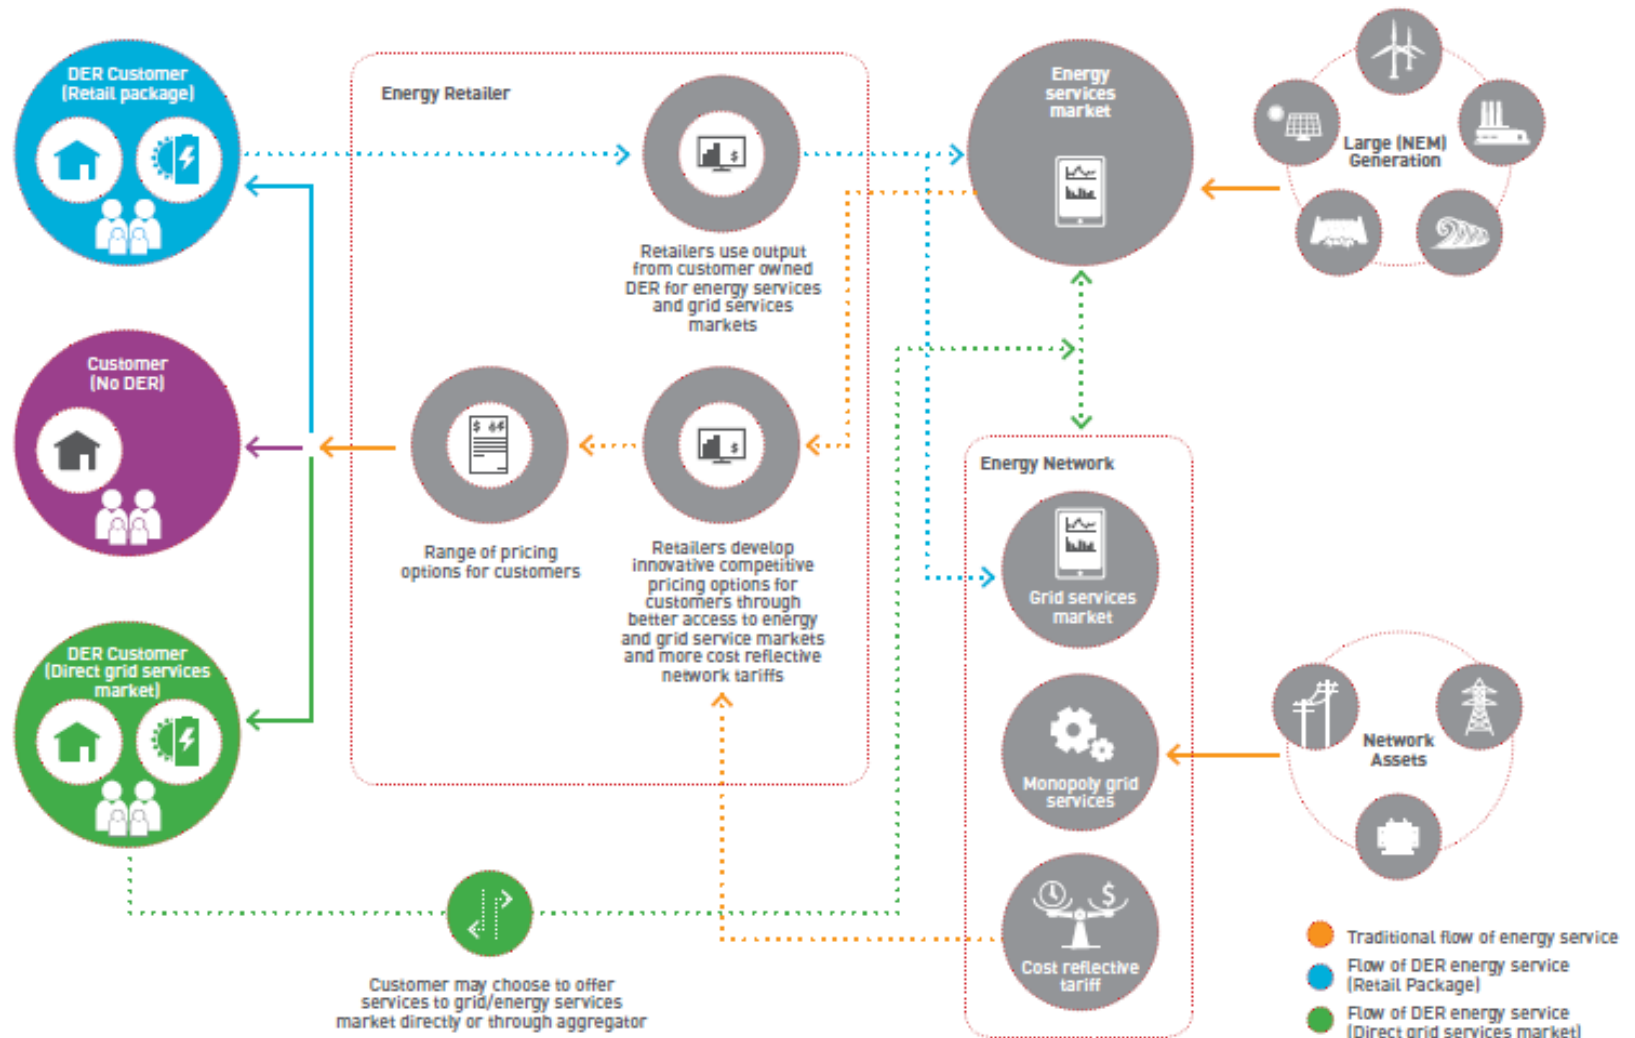 DER Customer
(Retail package)
Energy Retailer
$
Retailers use output
from customer owned
DER for energy services
and grid services
markets
Energy
services
market
Large (NEM)
Generation
Customer
(No DER)
$
Range of pricing
options for customers
$
Retailers develop
innovative competitive
pricing options for
customers through
better access to energy
and grid service markets
and more cost reflective
network tariffs
Energy Network
Grid services
market
Monopoly grid
services
$
Cost reflective
tariff
Network
Assets
DER Customer
(Direct grid services
market)
Customer may choose to offer
services to grid/energy services
market directly or through aggregator
Traditional flow of energy service
Flow of DER energy service
(Retail Package)
Flow of DER energy service
(Direct grid services market)